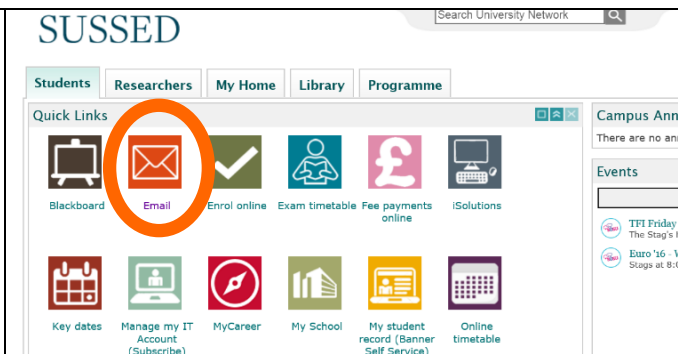 SUSSED
Search University Network
Students
Researchers
My Home
Library
Programme
Quick Links
Blackboard
Email
Enrol online
Exam timetable
Fee payments
online
iSolutions
Key dates
Manage my IT
Account
(Subscribe)
MyCareer
My School
My student
record (Banner
Self Service)
Online
timetable
Campus Ann
There are no ann
Events
TFI Friday
The Stag's
Euro '16 -
Stags at 8:0